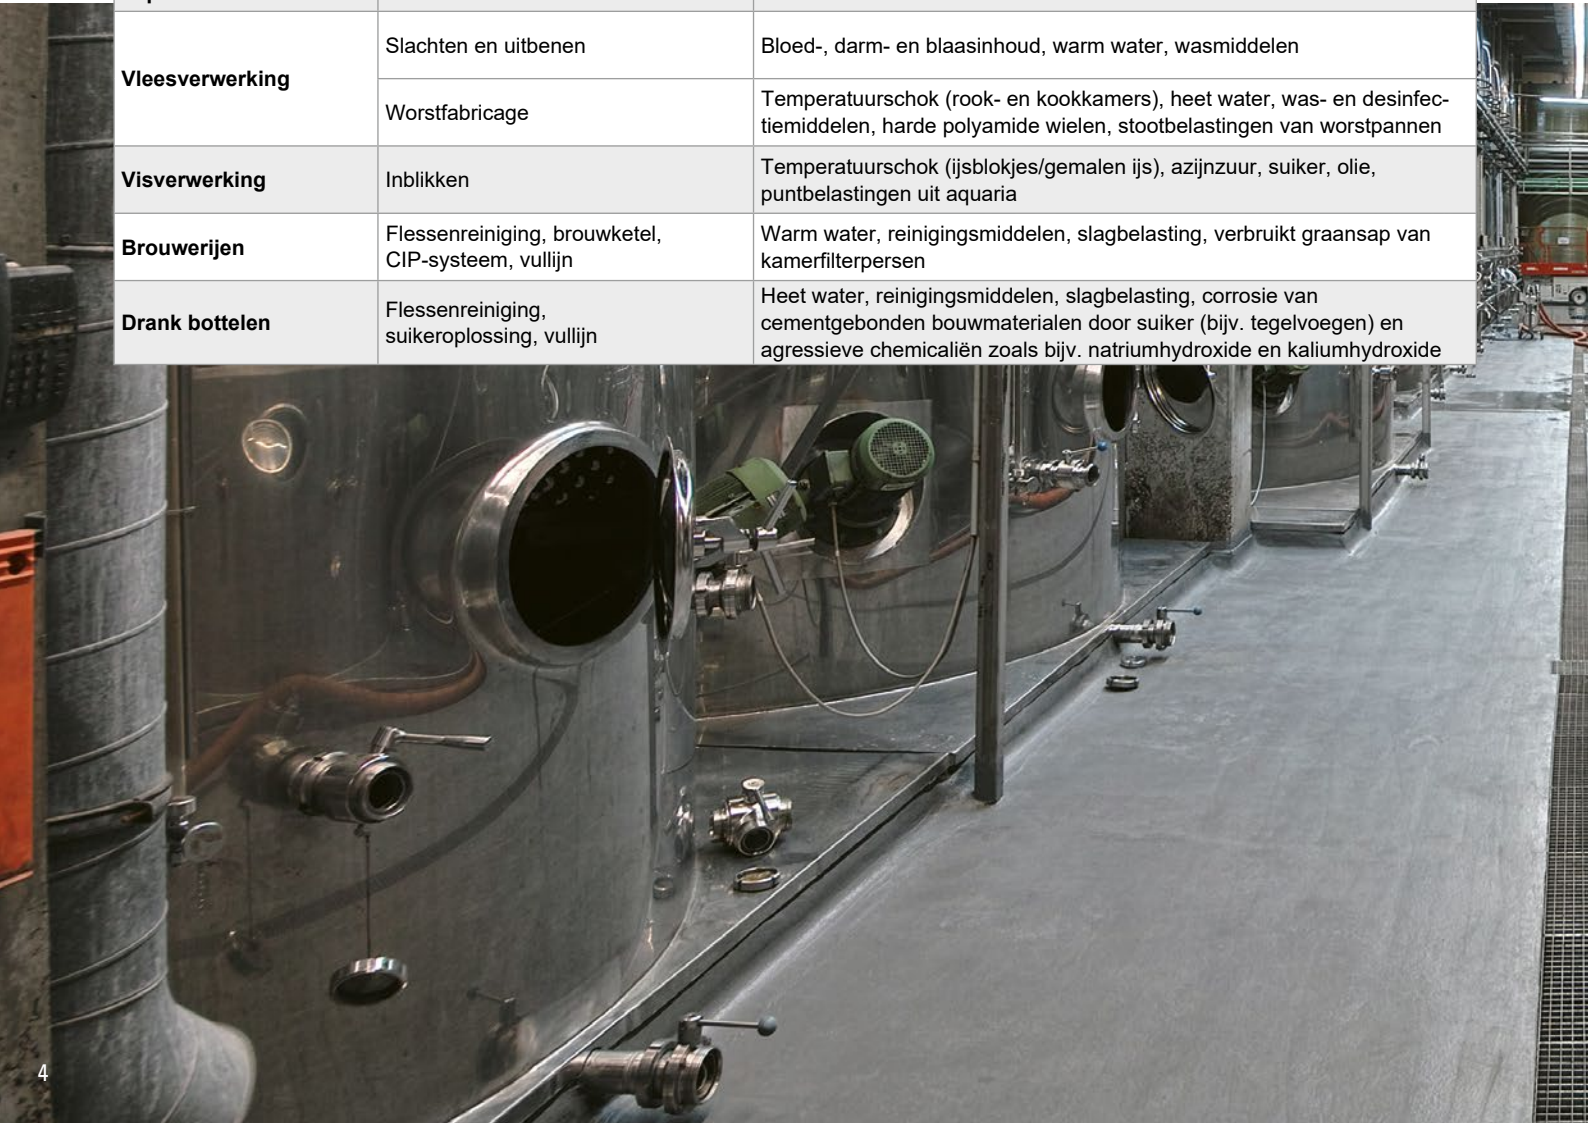 Vleesverwerking
Slachten en uitbenen
Bloed-, darm- en blaasinhoud, warm water, wasmiddelen
Worstfabricage
Temperatuurschok (rook- en kookkamers), heet water, was- en desinfec-
tiemiddelen, harde polyamide wielen, stootbelastingen van worstpannen
Visverwerking
Inblikken
Temperatuurschok (ijsblokjes/gemalen ijs), azijnzuur, suiker, olie,
puntbelastingen uit aquaria
Brouwerijen
Flessenreiniging, brouwketel,
CIP-systeem, vullijn
Warm water, reinigingsmiddelen, slagbelasting, verbruikt graansap van
kamerfilterpersen
Drank bottelen
Flessenreiniging,
suikeroplossing, vullijn
Heet water, reinigingsmiddelen, slagbelasting, corrosie van
cementgebonden bouwmaterialen door suiker (bijv. tegelvoegen) en
agressieve chemicaliën zoals bijv. natriumhydroxide en kaliumhydroxide
4